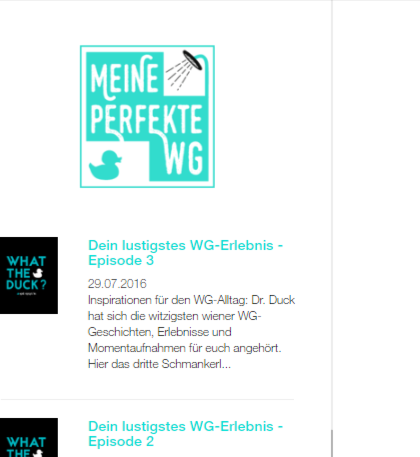 MEINE
PERFEKTE
WG
WHAT
THE
DUCK?
Dein lustigstes WG-Erlebnis -
Episode 3
29.07.2016
Inspirationen für den WG-Alltag: Dr. Duck
hat sich die witzigsten wiener WG-
Geschichten, Erlebnisse und
Momentaufnahmen für euch angehört.
Hier das dritte Schmankerl...
WHAT
THE
Dein lustigstes WG-Erlebnis -
Episode 2